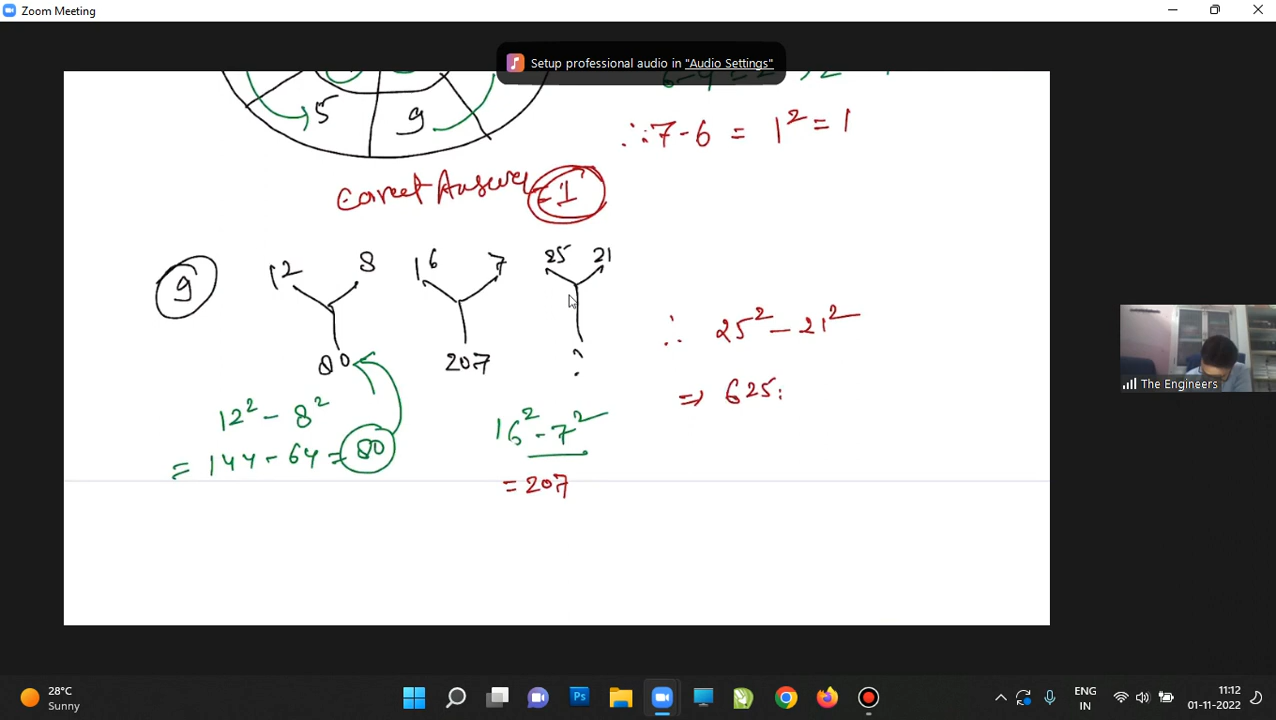 Zoom Meeting
Setup professional audio in "Audio Settings"
5
9
∴ 7-6 = 1² = 1
Correct Answer = 1
9
12 8 16 7 25 21
80 207 ?
12² - 8²
= 144 - 64 = 80
16² - 7²
= 207
∴ 25² - 21²
⇒ 625
The Engineers
28°C
Sunny
ENG
IN
11:12
01-11-2022